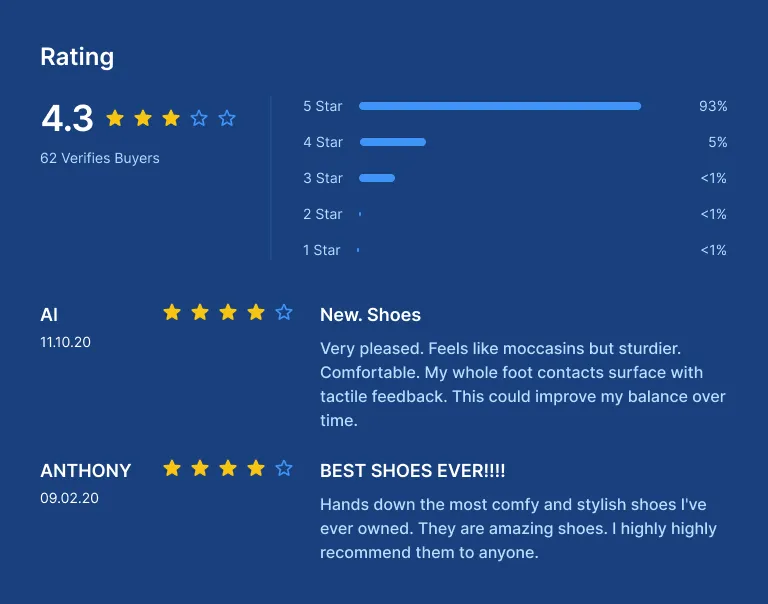 Rating
4.3
62 Verifies Buyers
5 Star 93%
4 Star 5%
3 Star <1%
2 Star <1%
1 Star <1%
Al
11.10.20
New. Shoes
Very pleased. Feels like moccasins but sturdier.
Comfortable. My whole foot contacts surface with
tactile feedback. This could improve my balance over
time.
ANTHONY
09.02.20
BEST SHOES EVER!!!!
Hands down the most comfy and stylish shoes I've
ever owned. They are amazing shoes. I highly highly
recommend them to anyone.